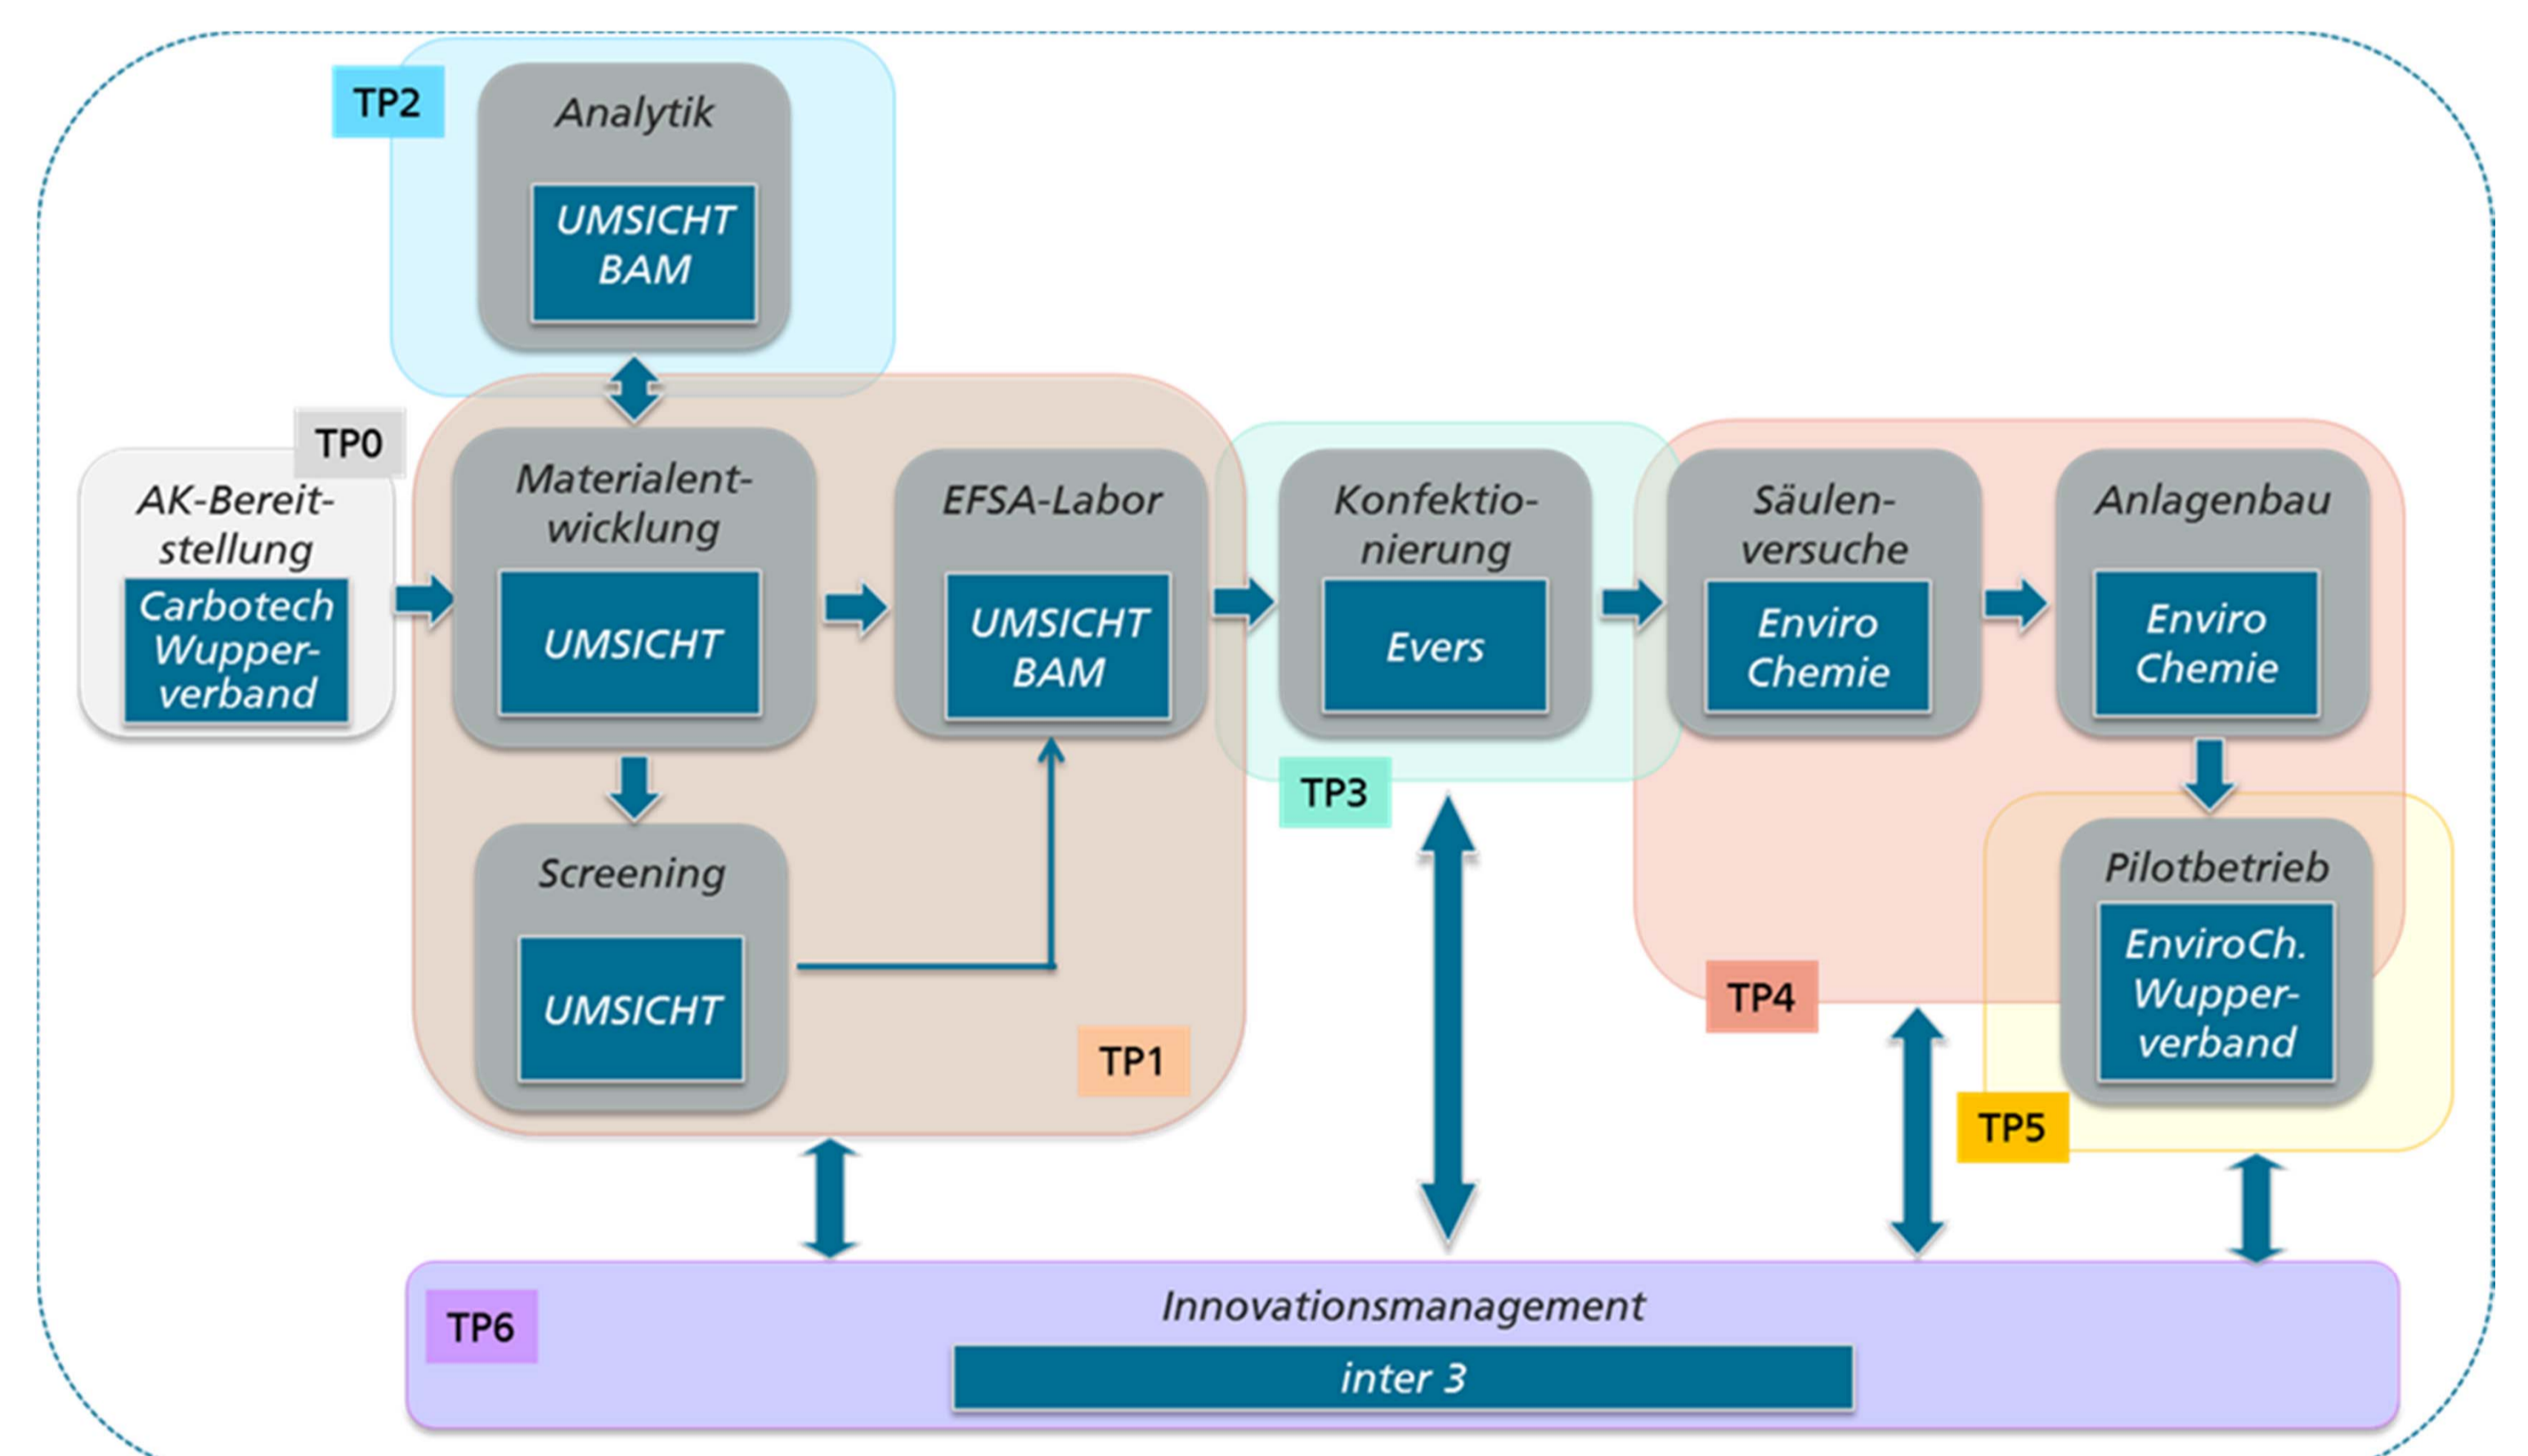 TP2
Analytik
UMSICHT
BAM
TP0
AK-Bereit-
stellung
Carbotech
Wupper-
verband
Materialent-
wicklung
UMSICHT
EFSA-Labor
UMSICHT
BAM
Konfektio-
nierung
Evers
TP3
Säulen-
versuche
Enviro
Chemie
Anlagenbau
Enviro
Chemie
Screening
UMSICHT
TP1
TP4
Pilotbetrieb
EnviroCh.
Wupper-
verband
TP5
TP6
Innovationsmanagement
inter 3